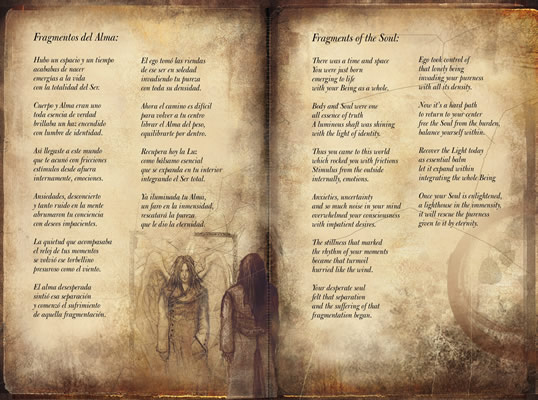 Fragmentos del Alma:
Hubo un espacio y un tiempo
acababas de nacer
emergías a la vida
con la totalidad del Ser.
Cuerpo y Alma eran uno
toda esencia de verdad
brillaba un haz encendido
con lumbre de identidad.
Así llegaste a este mundo
que te acunó con fricciones
estímulos desde afuera
internamente, emociones.
Ansiedades, desconcierto
y tanto ruido en la mente
abrumaron tu conciencia
con deseos impacientes.
La quietud que acompasaba
el reloj de tus momentos
se volvió ese torbellino
presuroso como el viento.
El alma desesperada
sintió esa separación
y comenzó el sufrimiento
de aquella fragmentación.
El ego tomó las riendas
de ese ser en soledad
invadiendo tu pureza
con toda su densidad.
Ahora el camino es difícil
para volver a tu centro
librar el Alma del peso,
equilibrarte por dentro.
Recupera hoy la Luz
como bálsamo esencial
que se expanda en tu interior
integrando el Ser total.
Ya iluminada tu Alma,
un faro en la inmensidad,
rescatará la pureza
que le dio la eternidad.
Fragments of the Soul:
There was a time and space
You were just born
emerging to life
with your Being as a whole.
Body and Soul were one
all essence of truth
A luminous shaft was shining
with the light of identity.
Thus you came to this world
which rocked you with frictions
Stimulus from the outside
internally, emotions.
Anxieties, uncertainty
and so much noise in your mind
overwhelmed your consciousness
with impatient desires.
The stillness that marked
the rhythm of your moments
became that turmoil
hurried like the wind.
Your desperate soul
felt that separation
and the suffering of that
fragmentation began.
Ego took control of
that lonely being
invading your pureness
with all its density.
Now it's a hard path
to return to your center
free the Soul from the burden,
balance yourself within.
Recover the Light today
as essential balm
let it expand within
integrating the whole Being
Once your Soul is enlightened,
a lighthouse in the immensity,
it will rescue the pureness
given to it by eternity.